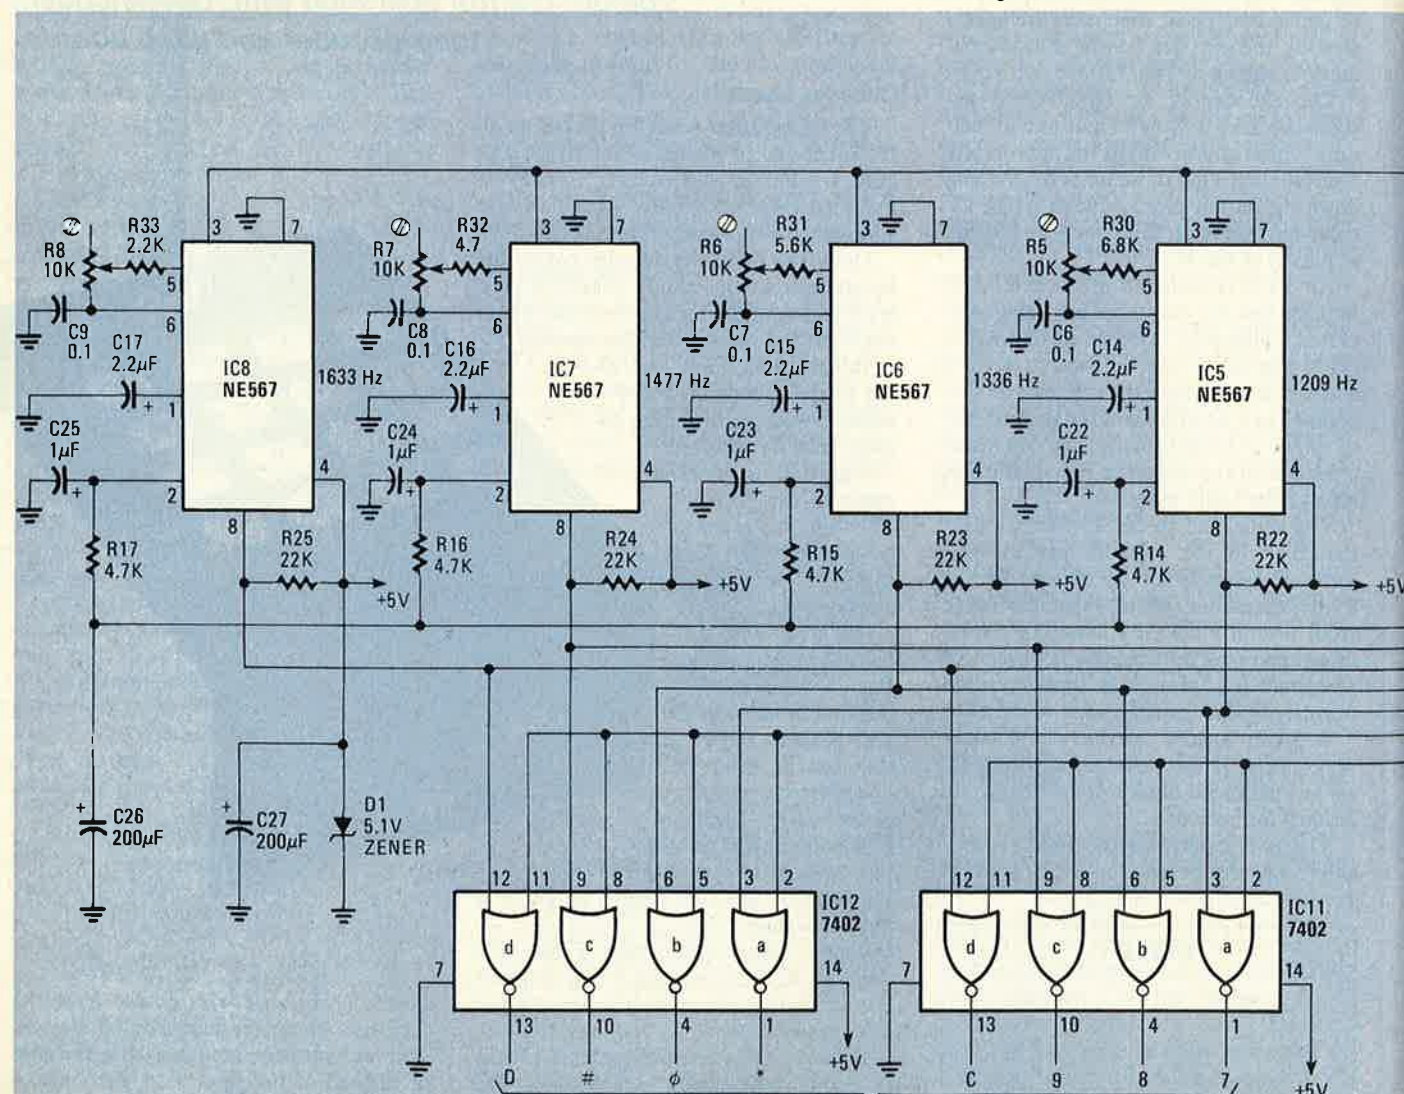 3
7
R8
10K
R33
2.2K
5
6
C9
0.1
C17
2.2μF
1
C25
1μF
2
4
8
IC8
NE567
1633 Hz
R17
4.7K
R25
22K
+5V
3
7
R7
10K
R32
4.7
5
6
C8
0.1
C16
2.2μF
1
C24
1μF
2
4
8
IC7
NE567
1477 Hz
R16
4.7K
R24
22K
+5V
3
7
R6
10K
R31
5.6K
5
6
C7
0.1
C15
2.2μF
1
C23
1μF
2
4
8
IC6
NE567
1336 Hz
R15
4.7K
R23
22K
+5V
3
7
R5
10K
R30
6.8K
5
6
C6
0.1
C14
2.2μF
1
C22
1μF
2
4
8
IC5
NE567
1209 Hz
R14
4.7K
R22
22K
+5V
+
C26
200μF
+
C27
200μF
D1
5.1V
ZENER
12 11 9 8 6 5 3 2
IC12
7402
d c b a
7
14
13 10 4 1
+5V
D # ø *
12 11 9 8 6 5 3 2
IC11
7402
d c b a
7
14
13 10 4 1
+5V
C 9 8 7